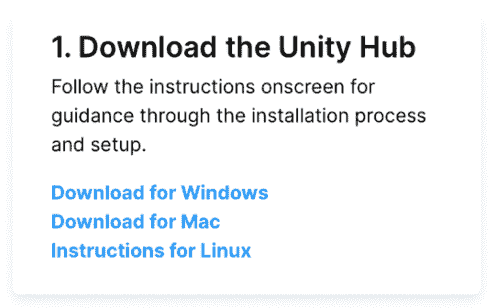 1. Download the Unity Hub
Follow the instructions onscreen for
guidance through the installation process
and setup.
Download for Windows
Download for Mac
Instructions for Linux